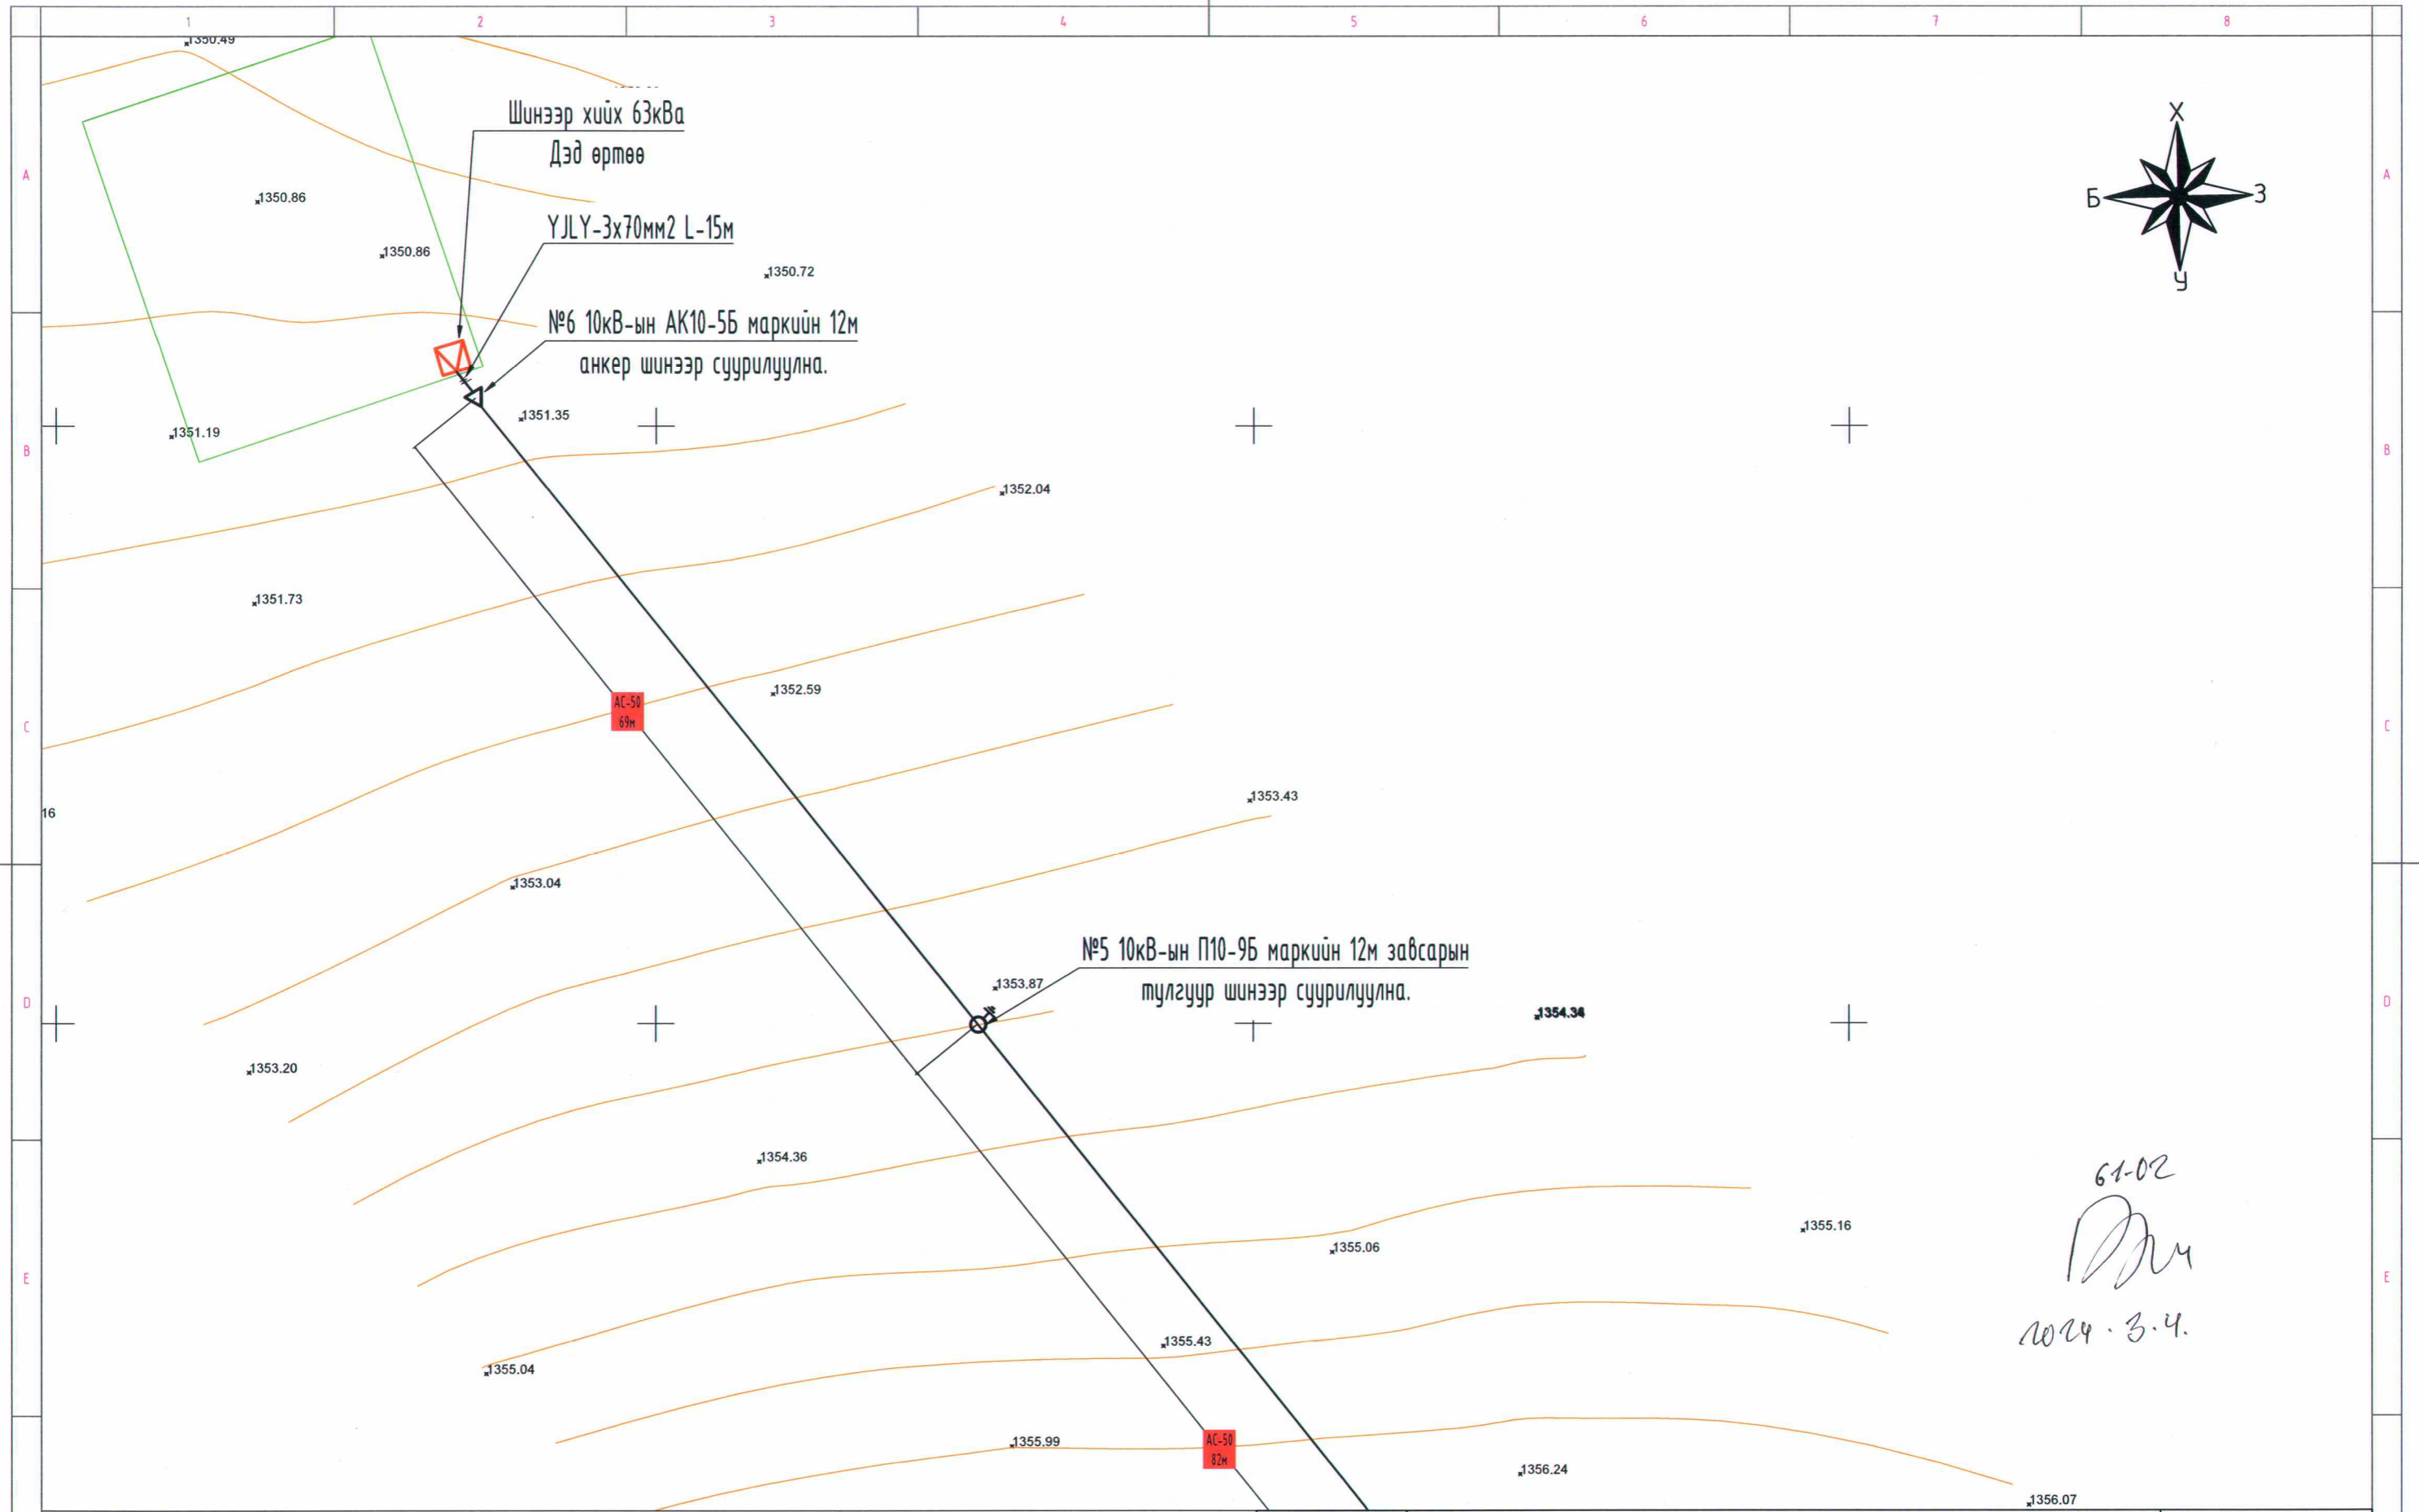 1 2 3 4 5 6 7 8
1350.49
Шинээр хийх 63кВа
Дэд өртөө
Х
A
A
1350.86
Б
З
YJLY-3х70мм2 L-15м
1350.86
1350.72
У
№6 10кВ-ын АК10-5Б маркийн 12м
анкер шинээр суурилуулна.
1351.35
1351.19
B
B
1352.04
1351.73
1352.59
АС-50
69м
C
C
1353.43
16
1353.04
№5 10кВ-ын П10-9Б маркийн 12м завсарын
тулгуур шинээр суурилуулна.
1353.87
D
D
1354.34
1353.20
1354.36
61-02
1355.16
1355.06
E
E
2024.3.4.
1355.43
1355.04
1355.99
АС-50
82м
1356.24
1356.07